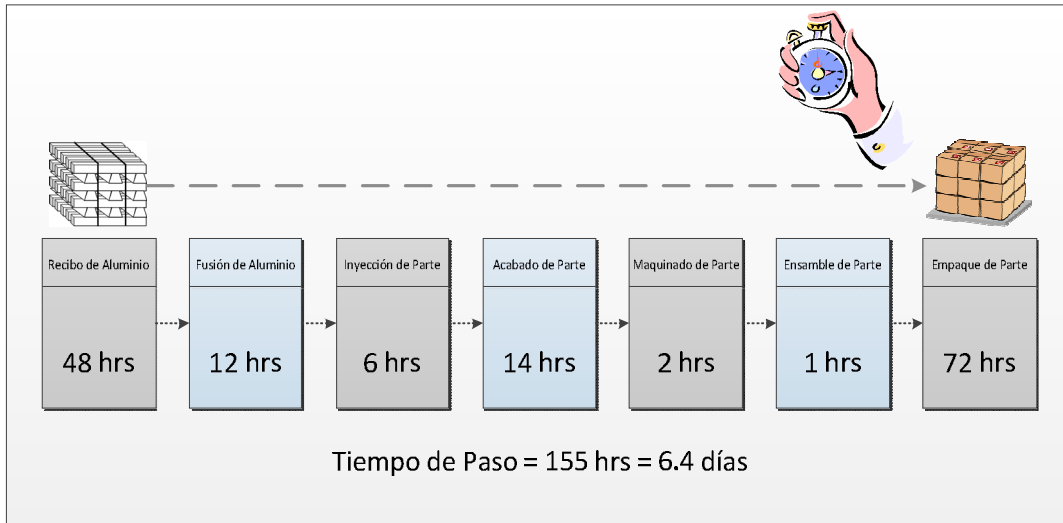 Recibo de Aluminio
48 hrs
Fusión de Aluminio
12 hrs
Inyección de Parte
6 hrs
Acabado de Parte
14 hrs
Maquinado de Parte
2 hrs
Ensamble de Parte
1 hrs
Empaque de Parte
72 hrs
Tiempo de Paso = 155 hrs = 6.4 días